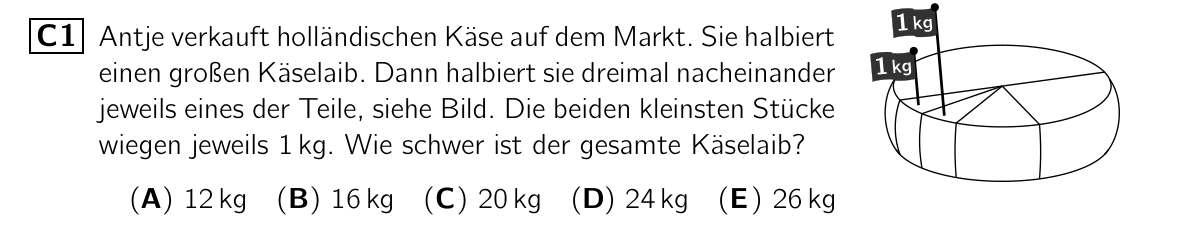 C1 Antje verkauft holländischen Käse auf dem Markt. Sie halbiert
einen großen Käselaib. Dann halbiert sie dreimal nacheinander
jeweils eines der Teile, siehe Bild. Die beiden kleinsten Stücke
wiegen jeweils 1 kg. Wie schwer ist der gesamte Käselaib?
(A) 12 kg (B) 16 kg (C) 20 kg (D) 24 kg (E) 26 kg
1 kg
1 kg